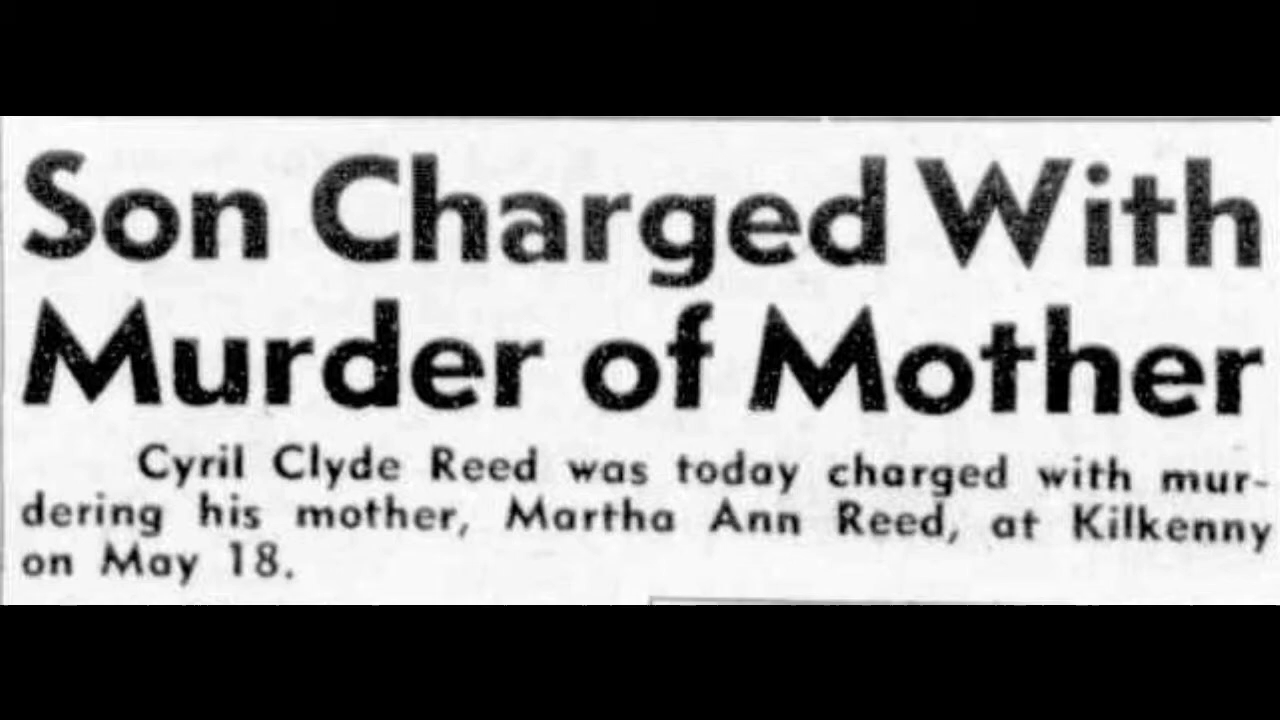 Son Charged With
Murder of Mother
Cyril Clyde Reed was today charged with mur-
dering his mother, Martha Ann Reed, at Kilkenny
on May 18.